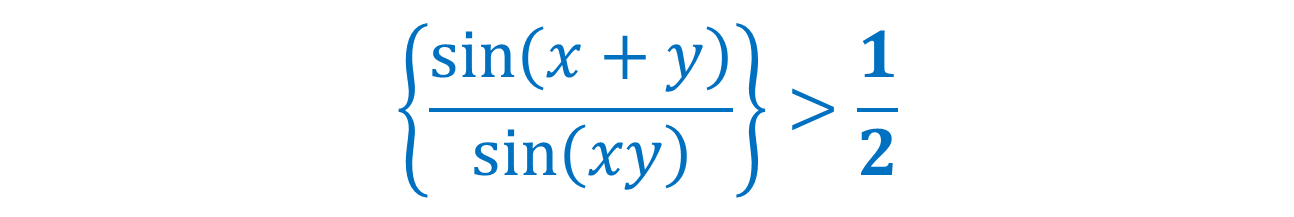 {sin(x + y)/sin(xy)} > 1/2